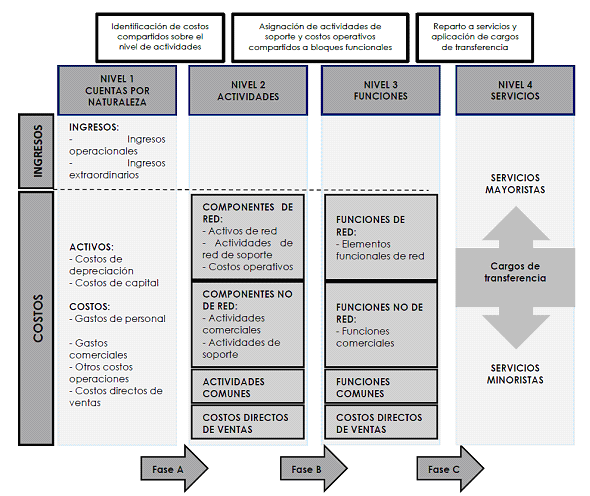 Identificación de costos
compartidos sobre el
nivel de actividades
Asignación de actividades de
soporte y costos operativos
compartidos a bloques funcionales
Reparto a servicios y
aplicación de cargos
de transferencia
NIVEL 1
CUENTAS POR
NATURALEZA
NIVEL 2
ACTIVIDADES
NIVEL 3
FUNCIONES
NIVEL 4
SERVICIOS
INGRESOS
INGRESOS:
- Ingresos
operacionales
- Ingresos
extraordinarios
COSTOS
ACTIVOS:
- Costos de
depreciación
- Costos de capital
COSTOS:
- Gastos de personal
- Gastos
comerciales
- Otros costos
operaciones
- Costos directos de
ventas
COMPONENTES DE
RED:
- Activos de red
- Actividades de
red de soporte
- Costos operativos
COMPONENTES NO
DE RED:
- Actividades
comerciales
- Actividades de
soporte
ACTIVIDADES
COMUNES
COSTOS DIRECTOS
DE VENTAS
FUNCIONES DE
RED:
- Elementos
funcionales de red
FUNCIONES NO DE
RED:
- Funciones
comerciales
FUNCIONES
COMUNES
COSTOS DIRECTOS
DE VENTAS
SERVICIOS
MAYORISTAS
Cargos de
transferencia
SERVICIOS
MINORISTAS
Fase A
Fase B
Fase C